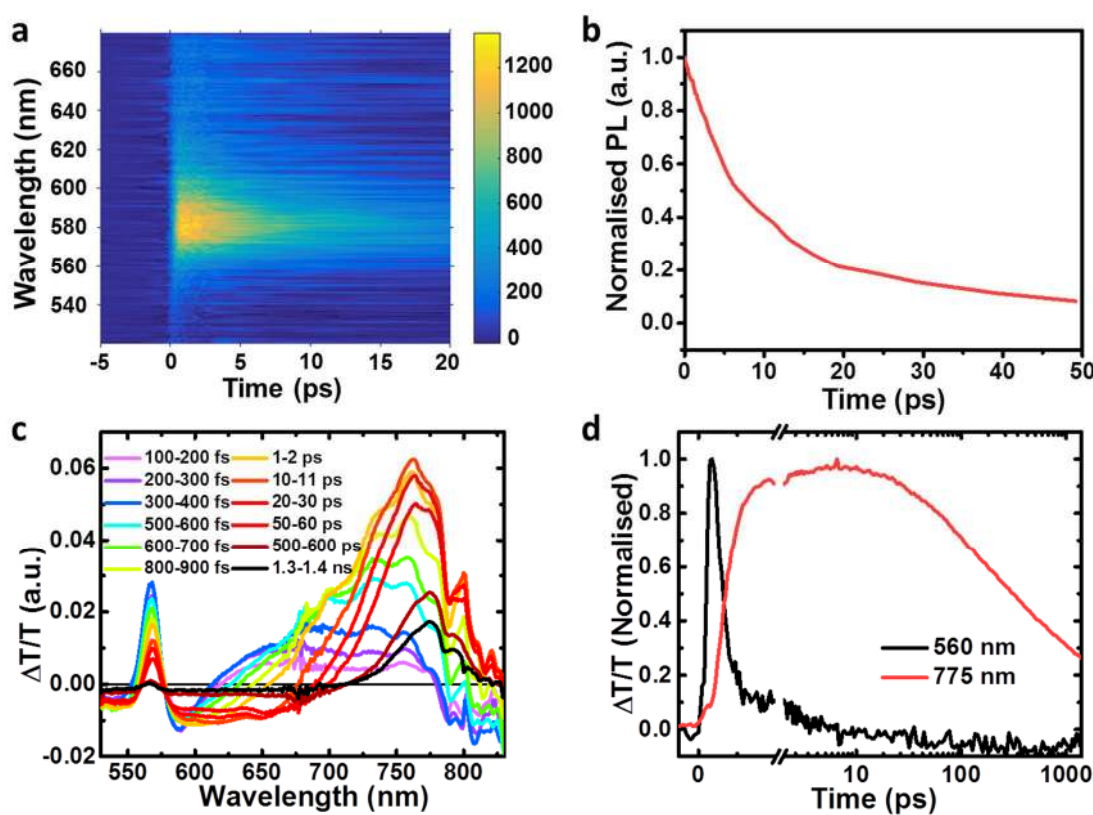 a
Wavelength (nm)
660
640
620
600
580
560
540
-5 0 5 10 15 20
Time (ps)
1200
1000
800
600
400
200
0
b
Normalised PL (a.u.)
1.0
0.8
0.6
0.4
0.2
0.0
0 10 20 30 40 50
Time (ps)
c
ΔT/T (a.u.)
0.06
0.04
0.02
0.00
-0.02
100-200 fs 1-2 ps
200-300 fs 10-11 ps
300-400 fs 20-30 ps
500-600 fs 50-60 ps
600-700 fs 500-600 ps
800-900 fs 1.3-1.4 ns
550 600 650 700 750 800
Wavelength (nm)
d
ΔT/T (Normalised)
1.0
0.8
0.6
0.4
0.2
0.0
560 nm
775 nm
0 10 100 1000
Time (ps)